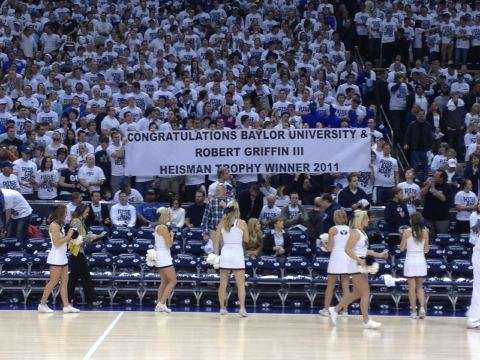 CONGRATULATIONS BAYLOR UNIVERSITY &
ROBERT GRIFFIN III
HEISMAN TROPHY WINNER 2011